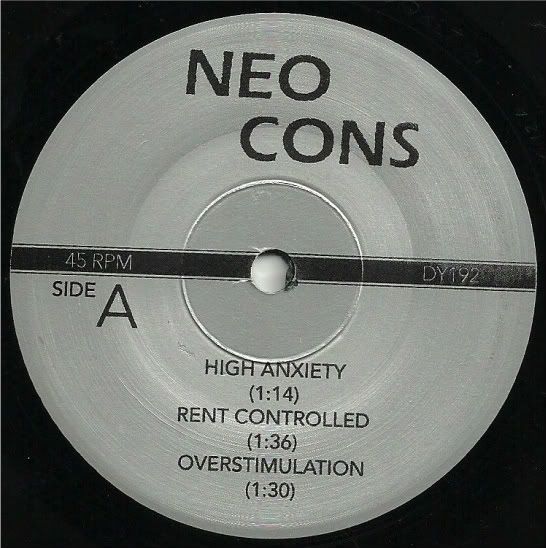 NEO
CONS
45 RPM DY192
SIDE A
HIGH ANXIETY
(1:14)
RENT CONTROLLED
(1:36)
OVERSTIMULATION
(1:30)